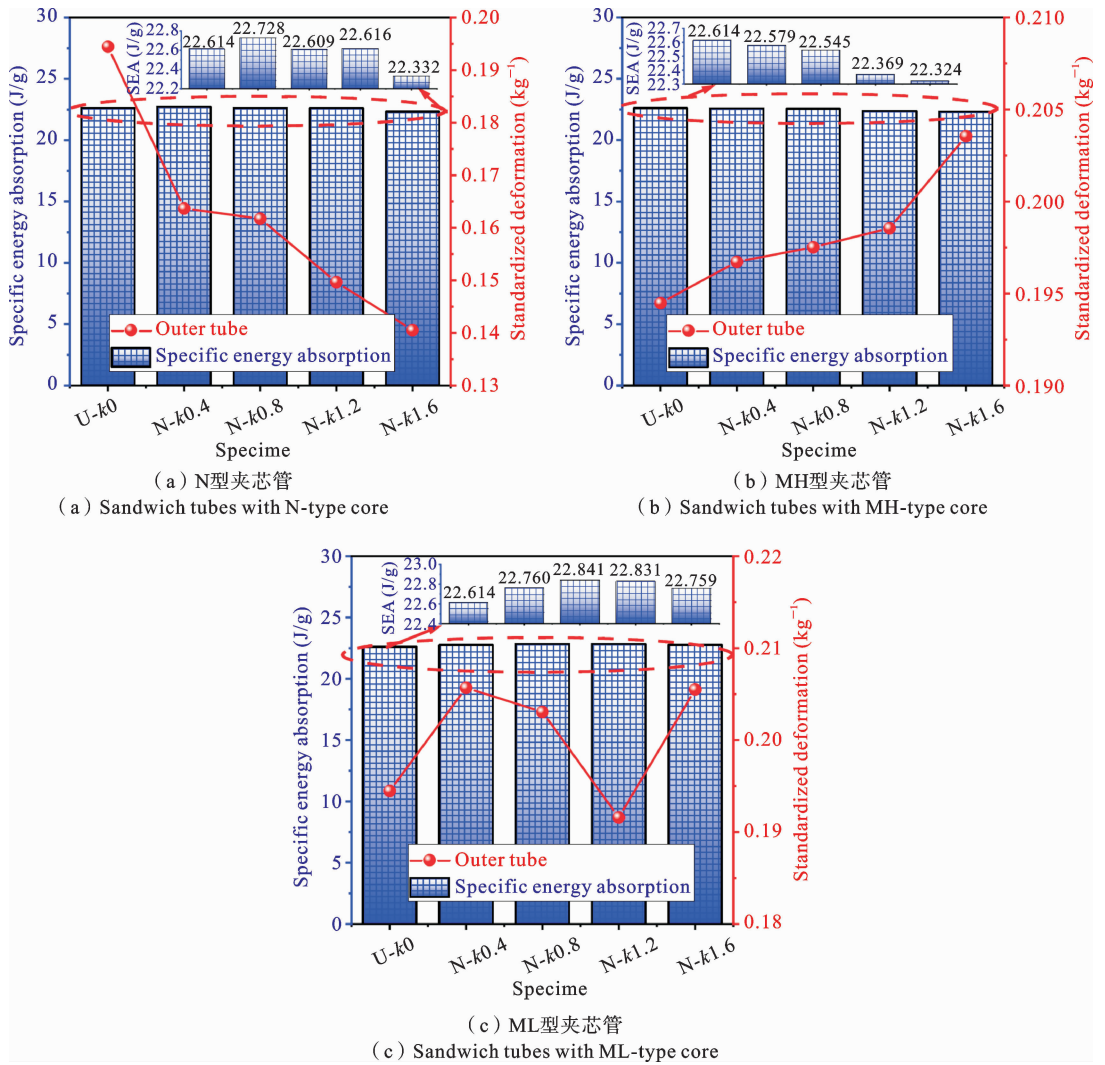 30
25
20
15
10
5
0
Specific energy absorption (J/g)
SEA (J/g)
22.8
22.6
22.4
22.2
22.614
22.728
22.609
22.616
22.332
0.20
0.19
0.18
0.17
0.16
0.15
0.14
0.13
Standardized deformation (kg⁻¹)
Outer tube
Specific energy absorption
U-k0
N-k0.4
N-k0.8
N-k1.2
N-k1.6
Specime
(a)N型夹芯管
(a)Sandwich tubes with N-type core
30
25
20
15
10
5
0
Specific energy absorption (J/g)
SEA (J/g)
22.7
22.6
22.5
22.4
22.3
22.614
22.579
22.545
22.369
22.324
0.210
0.205
0.200
0.195
0.190
Standardized deformation (kg⁻¹)
Outer tube
Specific energy absorption
U-k0
N-k0.4
N-k0.8
N-k1.2
N-k1.6
Specime
(b)MH型夹芯管
(b)Sandwich tubes with MH-type core
30
25
20
15
10
5
0
Specific energy absorption (J/g)
SEA (J/g)
23.0
22.8
22.6
22.4
22.614
22.760
22.841
22.831
22.759
0.22
0.21
0.20
0.19
0.18
Standardized deformation (kg⁻¹)
Outer tube
Specific energy absorption
U-k0
N-k0.4
N-k0.8
N-k1.2
N-k1.6
Specime
(c)ML型夹芯管
(c)Sandwich tubes with ML-type core